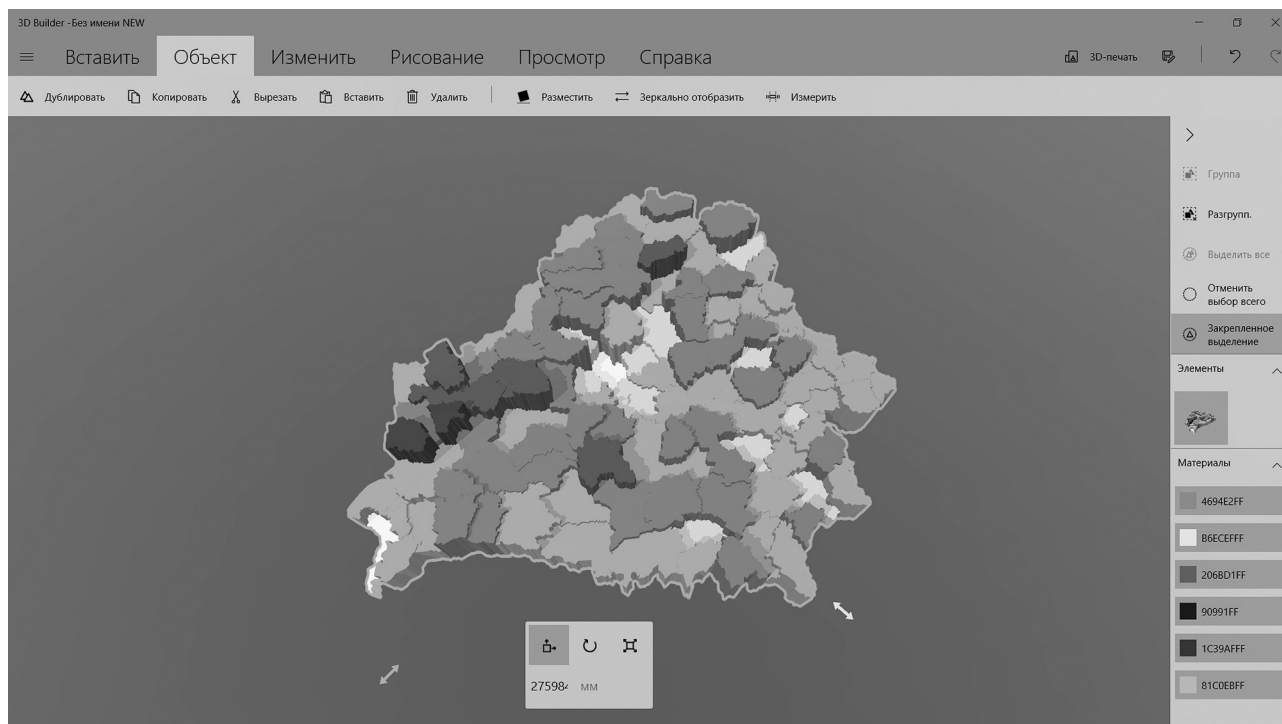 3D Builder -Без имени NEW
Вставить Объект Изменить Рисование Просмотр Справка 3D-печать
Дублировать Копировать Вырезать Вставить Удалить Разместить Зеркально отобразить Измерить
Группа
Разгрупп.
Выделить все
Отменить
выбор всего
Закрепленное
выделение
Элементы
Материалы
4694E2FF
B6ECEFFF
206BD1FF
90991FF
1C39AFFF
81C0EBFF
27598 мм